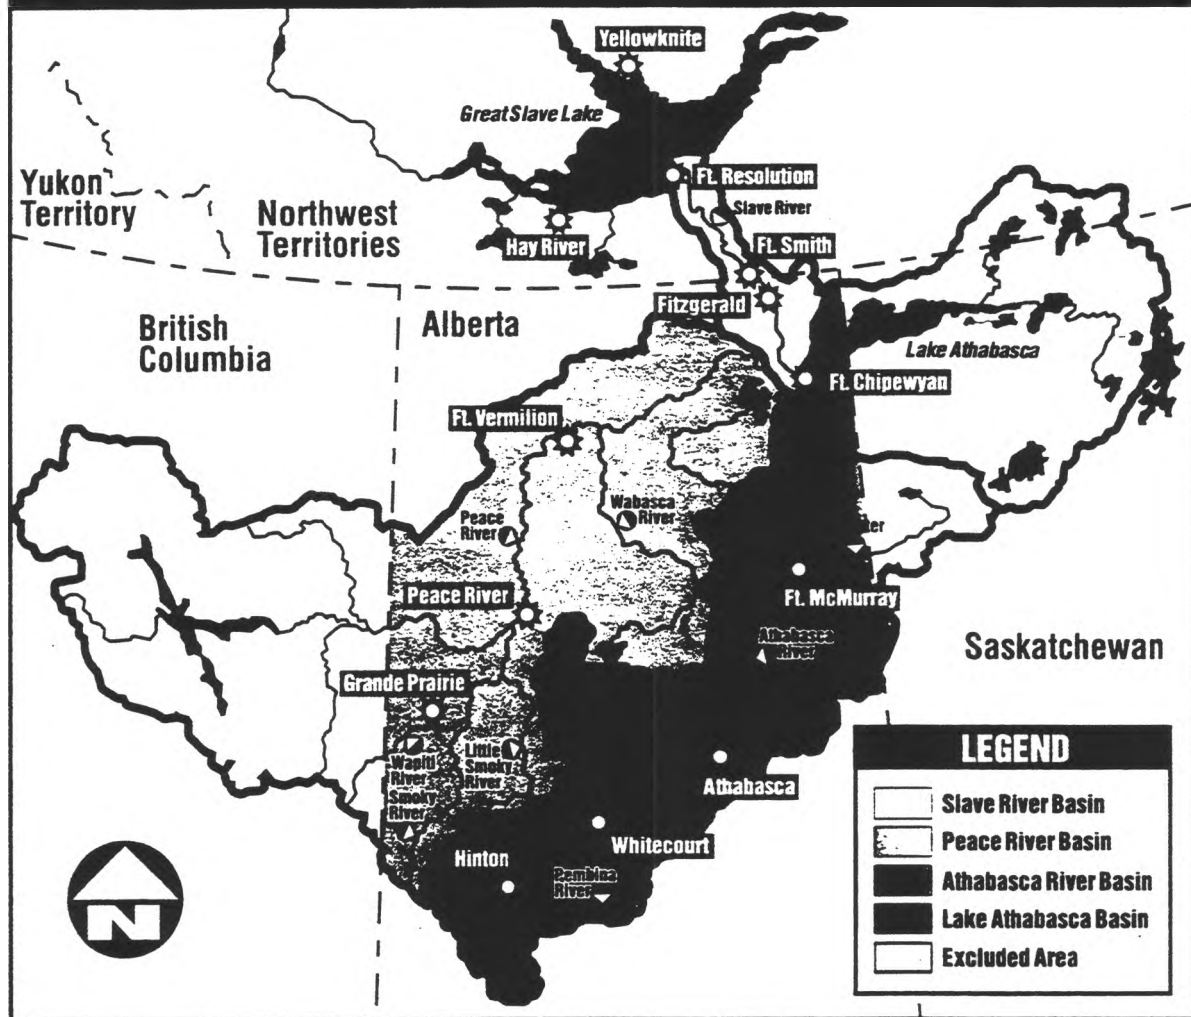 Yellowknife
Great Slave Lake
Yukon
Territory
Northwest
Territories
Ft. Resolution
Slave River
Hay River
Ft. Smith
Fitzgerald
British
Columbia
Alberta
Lake Athabasca
Ft. Chipewyan
Ft. Vermilion
Peace
River
Wabasca
River
Peace River
Ft. McMurray
Athabasca
River
Saskatchewan
Grande Prairie
Wapiti
River
Little
Smoky
River
Smoky
River
Athabasca
Whitecourt
Hinton
Pembina
River
N
LEGEND
Slave River Basin
Peace River Basin
Athabasca River Basin
Lake Athabasca Basin
Excluded Area